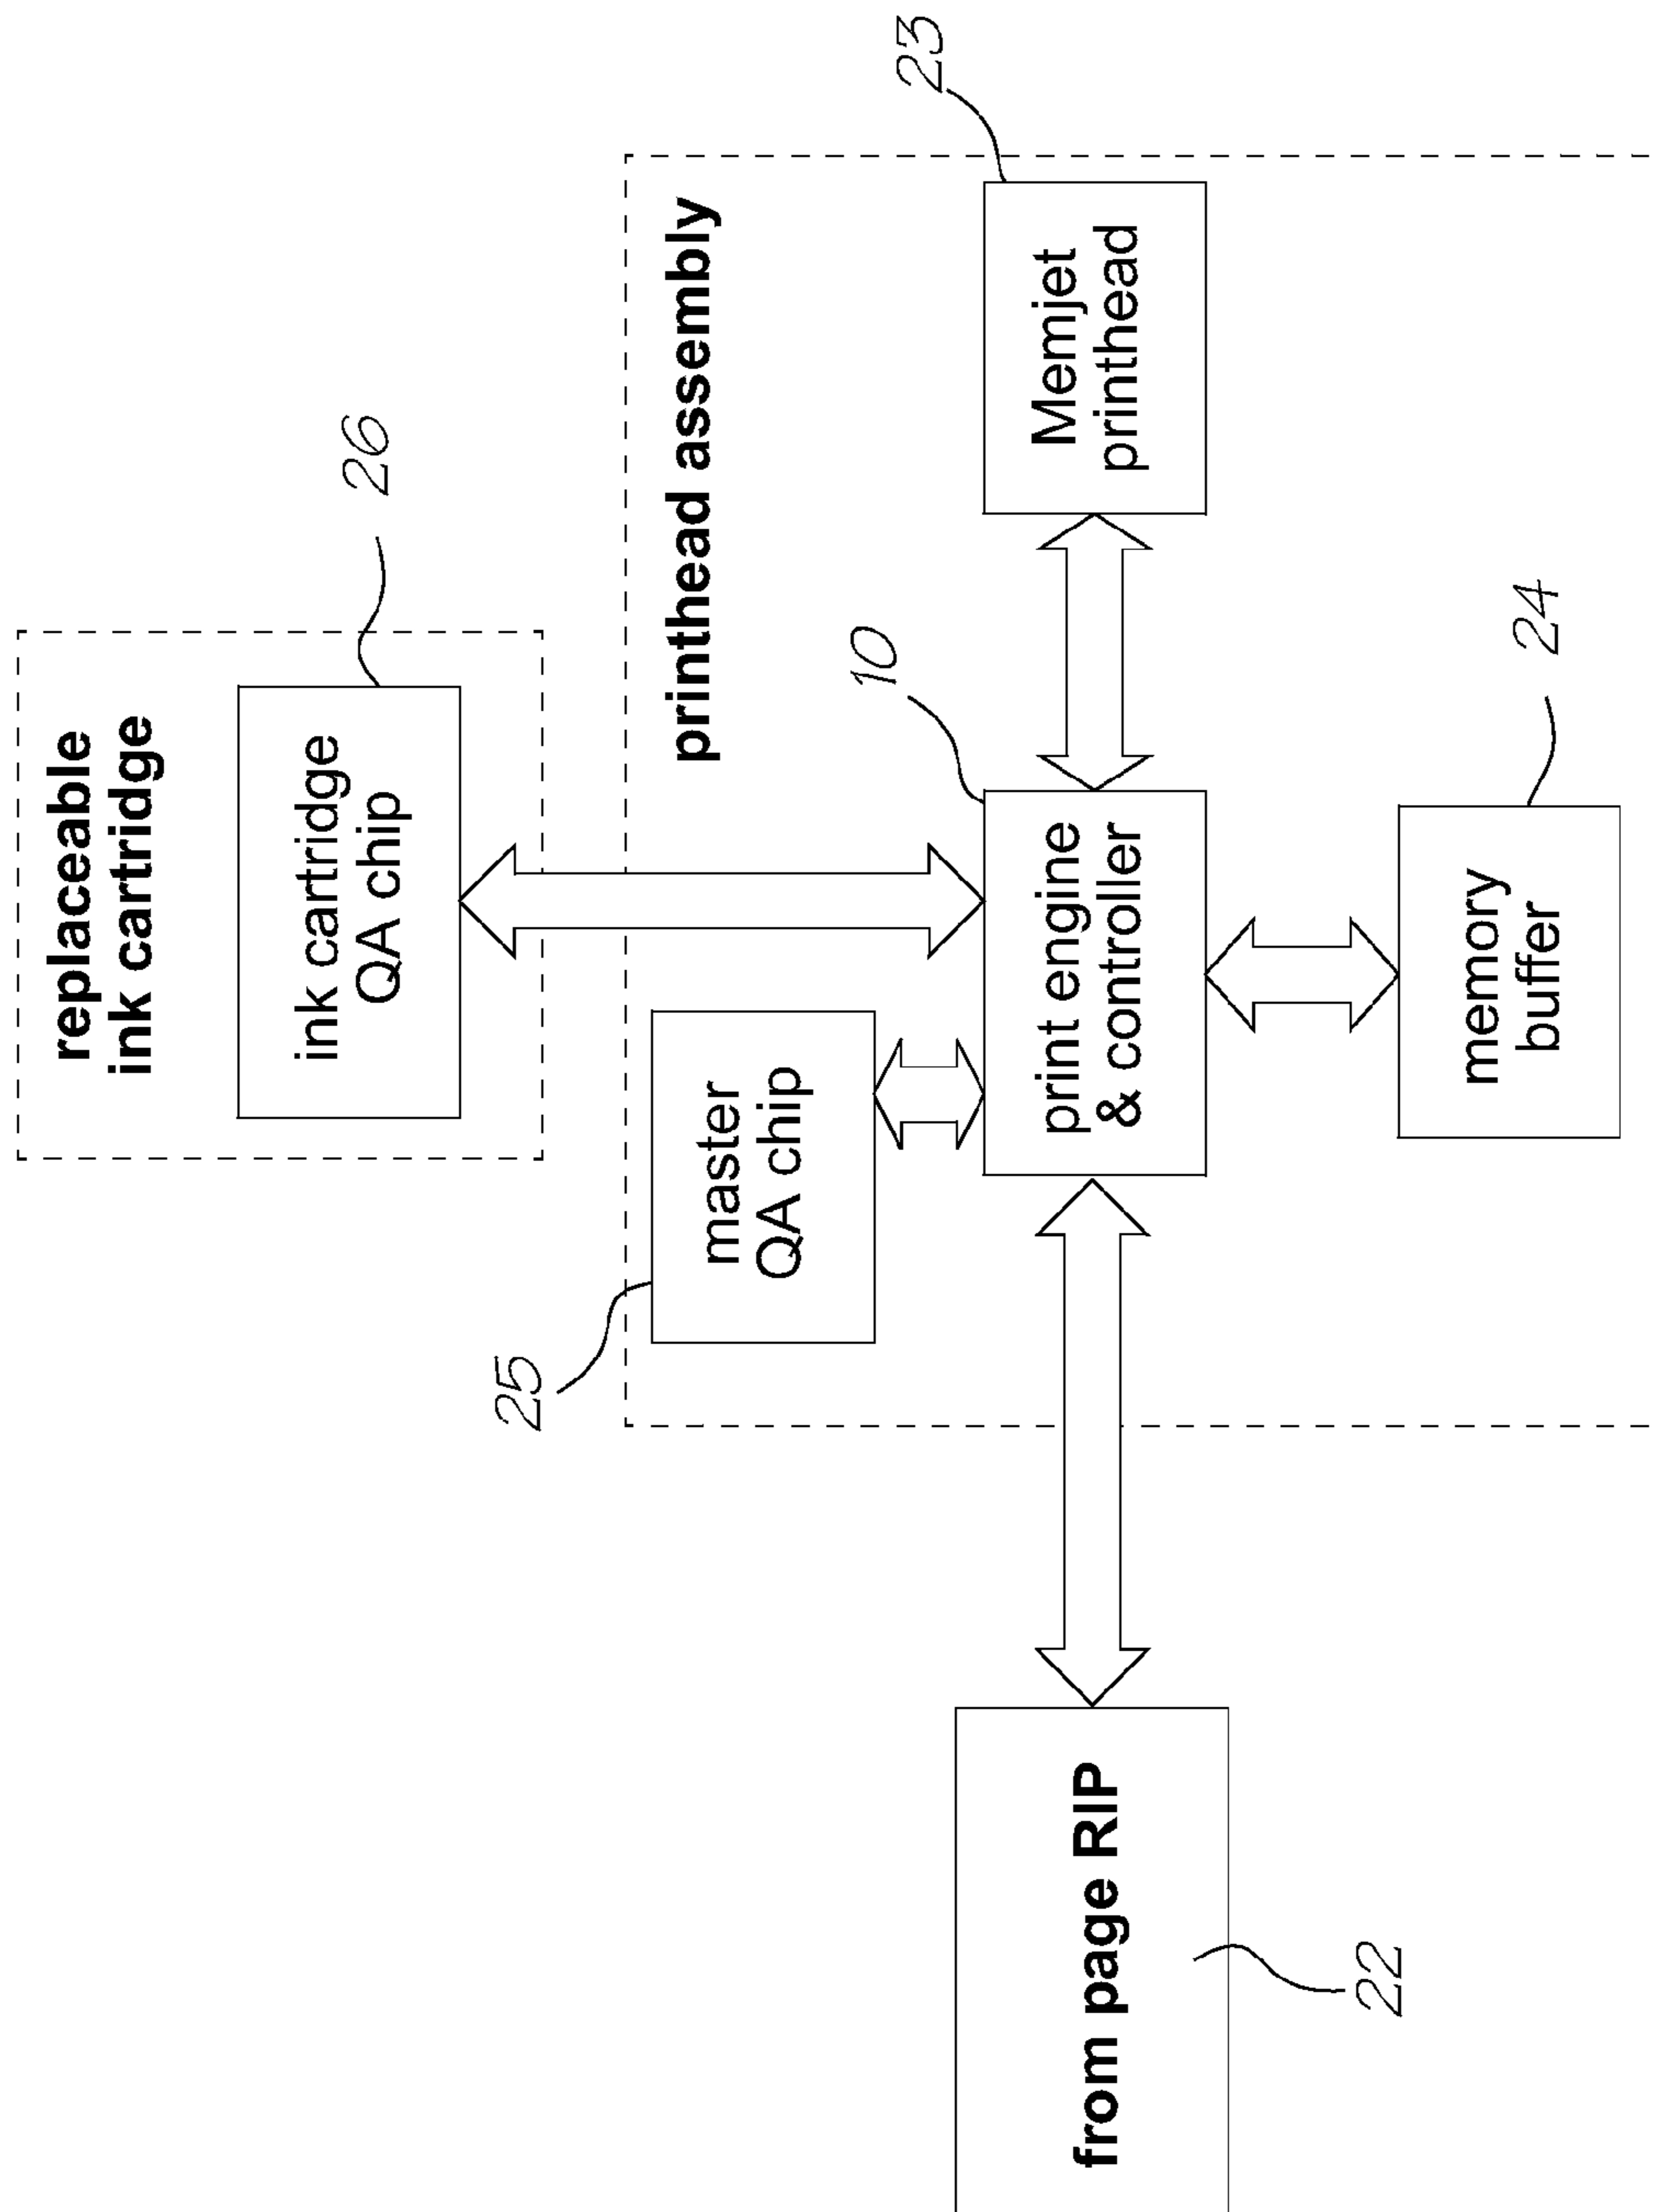 replaceable
ink cartridge
ink cartridge
QA chip
26
printhead assembly
25
master
QA chip
10
23
from page RIP
22
print engine
& controller
Memjet
printhead
memory
buffer
24